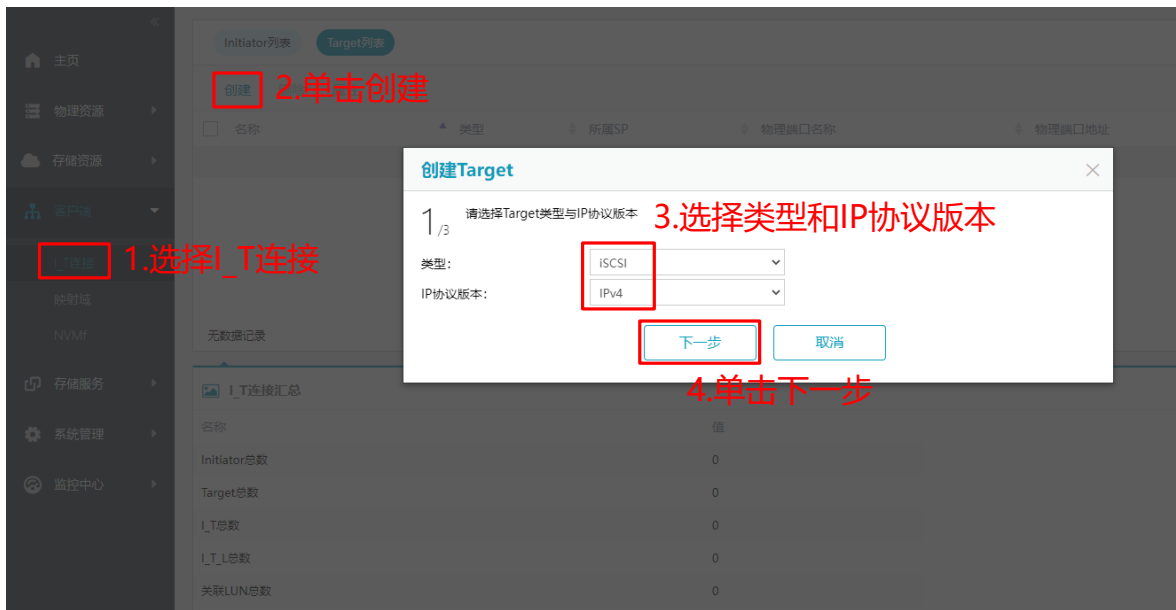 «
Initiator列表 Target列表
主页
创建
2.单击创建
物理资源
名称 类型 所属SP 物理端口名称 物理端口地址
存储资源
创建Target
客户端
1/3 请选择Target类型与IP协议版本
3.选择类型和IP协议版本
I_T连接
1.选择I_T连接
类型: iSCSI
映射域
IP协议版本: IPv4
NVMf
无数据记录
下一步 取消
4.单击下一步
存储服务
I_T连接汇总
系统管理
名称 值
Initiator总数 0
监控中心
Target总数 0
I_T总数 0
I_T_L总数 0
关联LUN总数 0